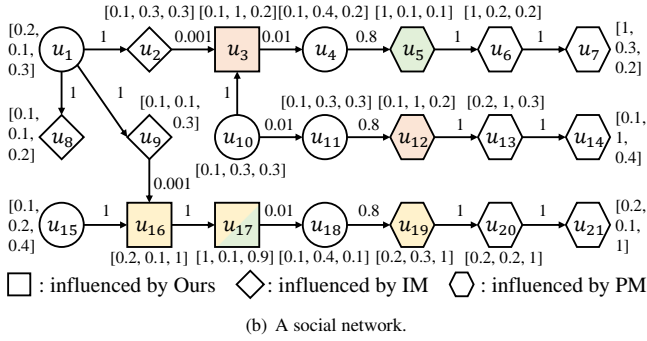 [0.1, 0.3, 0.3] [0.1, 1, 0.2] [0.1, 0.4, 0.2] [1, 0.1, 0.1] [1, 0.2, 0.2]
[0.2, 0.1, 0.3] u1 1 u2 0.001 u3 0.01 u4 0.8 u5 1 u6 1 u7 [1, 0.3, 0.2]
1 1 [0.1, 0.1, 0.3] 1 [0.1, 0.3, 0.3] [0.1, 1, 0.2] [0.2, 1, 0.3]
[0.1, 0.1, 0.2] u8 u9 u10 0.01 u11 0.8 u12 1 u13 1 u14 [0.1, 1, 0.4]
0.001 [0.1, 0.3, 0.3]
[0.1, 0.2, 0.4] u15 1 u16 1 u17 0.01 u18 0.8 u19 1 u20 1 u21 [0.2, 0.1, 1]
[0.2, 0.1, 1] [1, 0.1, 0.9] [0.1, 0.4, 0.1] [0.2, 0.3, 1] [0.2, 0.2, 1]
: influenced by Ours : influenced by IM : influenced by PM
(b) A social network.